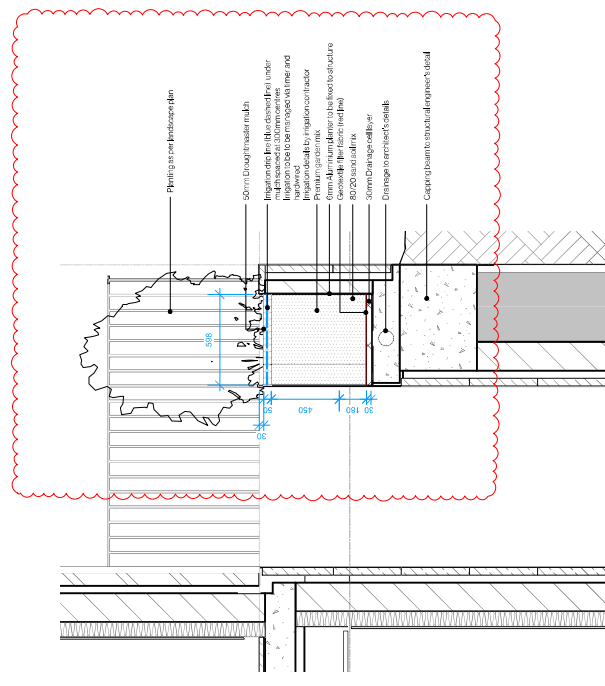 Planting as per landscape plan
50mm Droughtmaster mulch
Irrigation drip line (blue dashed line) under
mulch spaced at 300mm centres
Irrigation to be to be managed via timer and
hardwired
Irrigation details by irrigation contractor
Premium garden mix
6mm Aluminium planter to be fixed to structure
Geotextile filter fabric (red line)
80/20 sand soil mix
30mm Drainage cell layer
Drainage to architect's details
Capping beam to structural engineer's detail
598
30
50
450
180
30